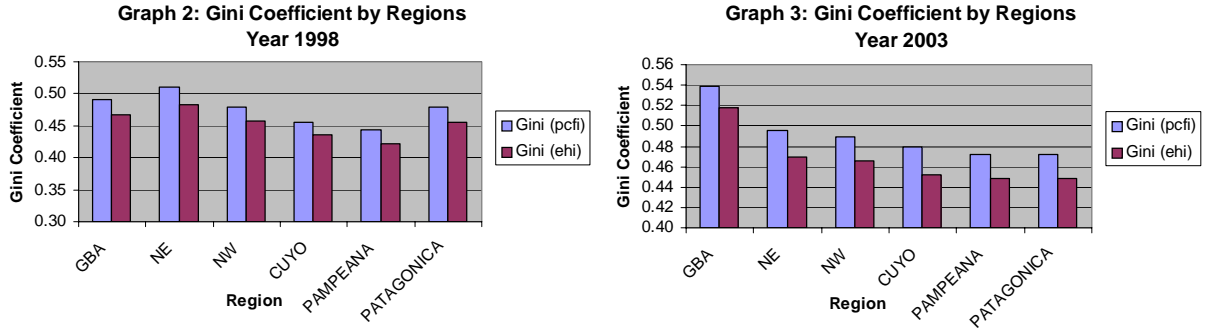 Graph 2: Gini Coefficient by Regions
Year 1998
Gini Coefficient
0.55
0.50
0.45
0.40
0.35
0.30
GBA
NE
NW
CUYO
PAMPEANA
PATAGONICA
Region
Gini (pcfi)
Gini (ehi)
Graph 3: Gini Coefficient by Regions
Year 2003
Gini Coefficient
0.56
0.54
0.52
0.50
0.48
0.46
0.44
0.42
0.40
GBA
NE
NW
CUYO
PAMPEANA
PATAGONICA
Region
Gini (pcfi)
Gini (ehi)